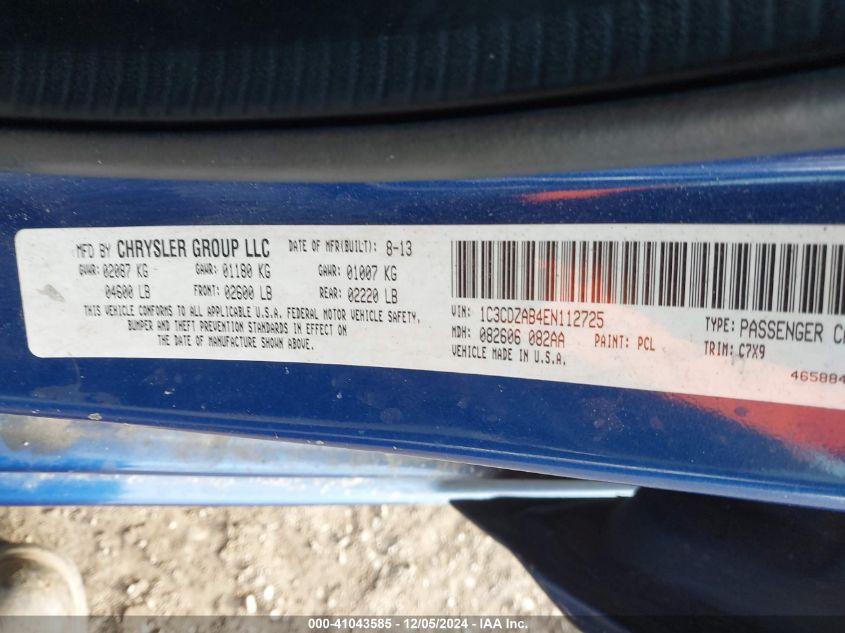 MFD BY CHRYSLER GROUP LLC DATE OF MFR(BUILT): 8-13
GVWR: 02087 KG GAWR: 01180 KG GAWR: 01007 KG
04600 LB FRONT: 02600 LB REAR: 02220 LB
THIS VEHICLE CONFORMS TO ALL APPLICABLE U.S.A. FEDERAL MOTOR VEHICLE SAFETY,
BUMPER AND THEFT PREVENTION STANDARDS IN EFFECT ON
THE DATE OF MANUFACTURE SHOWN ABOVE.
VIN: 1C3CDZAB4EN112725 TYPE: PASSENGER
MDH: 082606 082AA PAINT: PCL TRIM: C7X9
VEHICLE MADE IN U.S.A. 465884
000-41043585 - 12/05/2024 - IAA Inc.